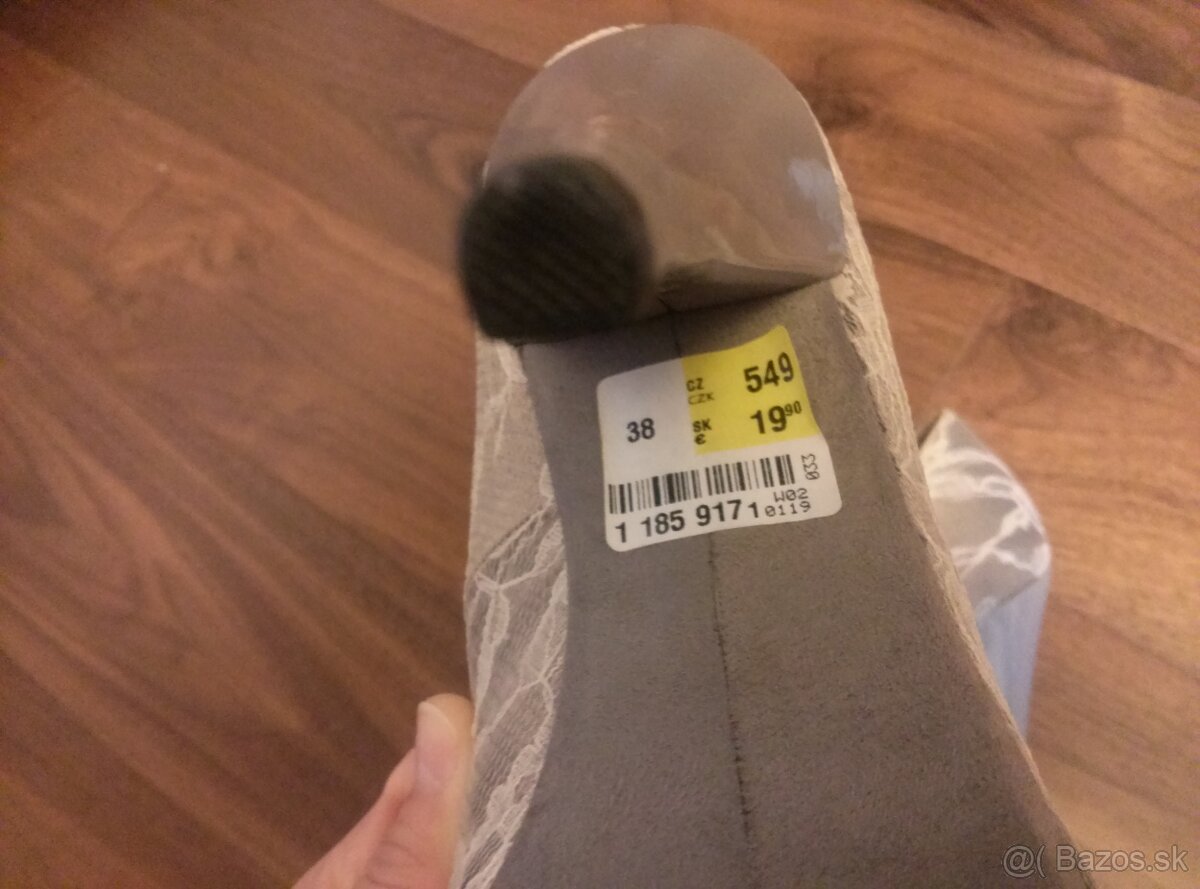 CZ 549
CZK
38
SK 19⁹⁰
€
033
W02
1 185 917 1 0119
@( Bazos.sk